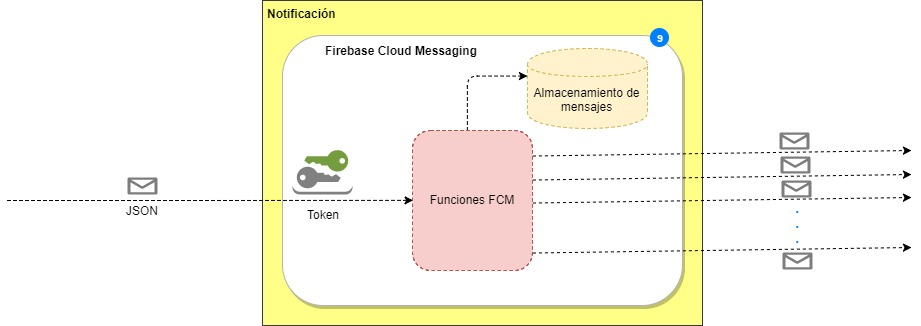 Notificación
9
Firebase Cloud Messaging
Almacenamiento de
mensajes
Funciones FCM
Token
JSON